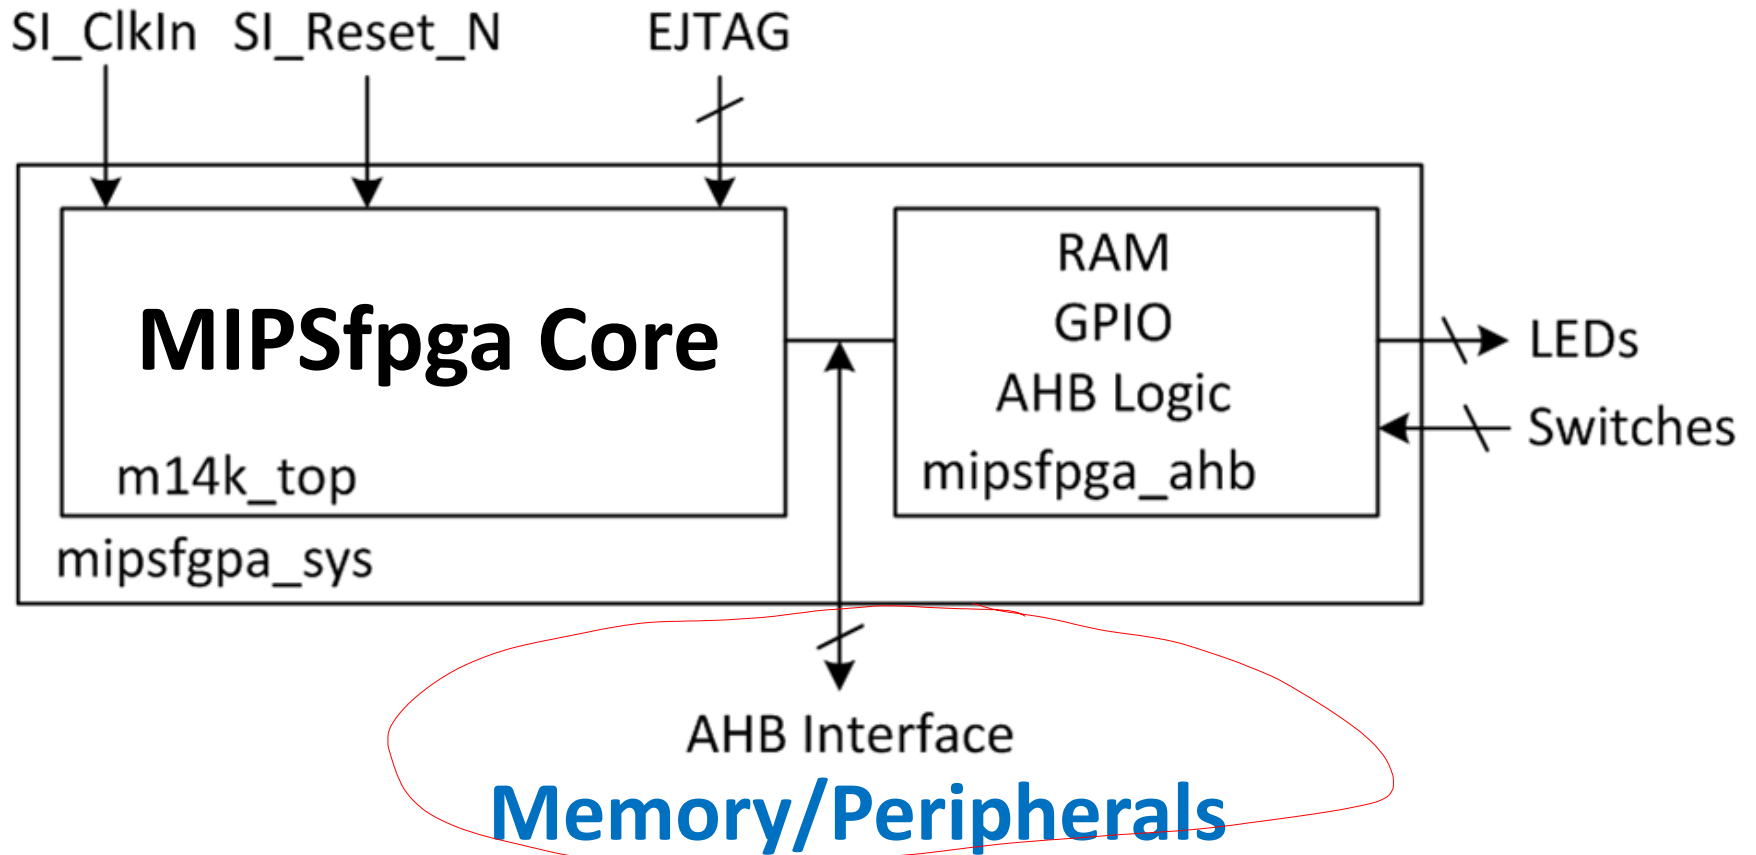 SI_ClkIn SI_Reset_N EJTAG
MIPSfpga Core
m14k_top
mipsfgpa_sys
RAM
GPIO
AHB Logic
mipsfpga_ahb
LEDs
Switches
AHB Interface
Memory/Peripherals